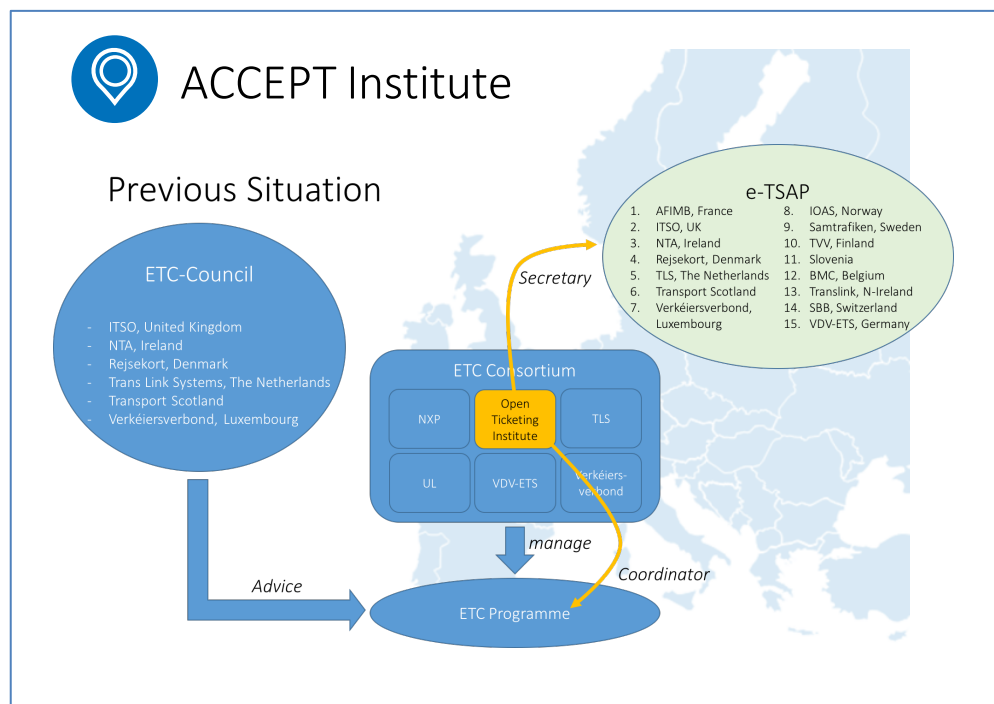 ACCEPT Institute
Previous Situation
ETC-Council
- ITSO, United Kingdom
- NTA, Ireland
- Rejsekort, Denmark
- Trans Link Systems, The Netherlands
- Transport Scotland
- Verkéiersverbond, Luxembourg
e-TSAP
1. AFIMB, France
2. ITSO, UK
3. NTA, Ireland
4. Rejsekort, Denmark
5. TLS, The Netherlands
6. Transport Scotland
7. Verkéiersverbond,
Luxembourg
8. IOAS, Norway
9. Samtrafiken, Sweden
10. TVV, Finland
11. Slovenia
12. BMC, Belgium
13. Translink, N-Ireland
14. SBB, Switzerland
15. VDV-ETS, Germany
Secretary
ETC Consortium
NXP
Open
Ticketing
Institute
TLS
UL
VDV-ETS
Verkéiers-
verbond
manage
Coordinator
Advice
ETC Programme